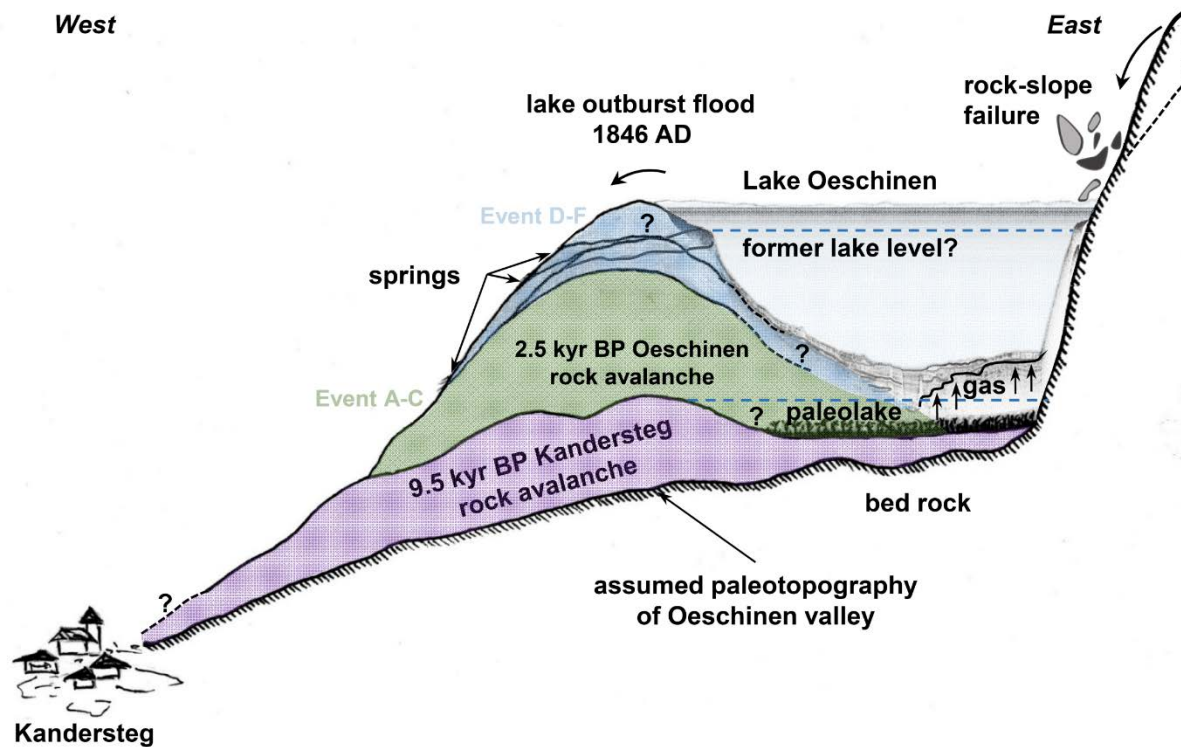 West
East
rock-slope
failure
lake outburst flood
1846 AD
Lake Oeschinen
Event D-F
?
former lake level?
springs
2.5 kyr BP Oeschinen
rock avalanche
?
gas
Event A-C
?
paleolake
9.5 kyr BP Kandersteg
rock avalanche
bed rock
assumed paleotopography
of Oeschinen valley
?
Kandersteg